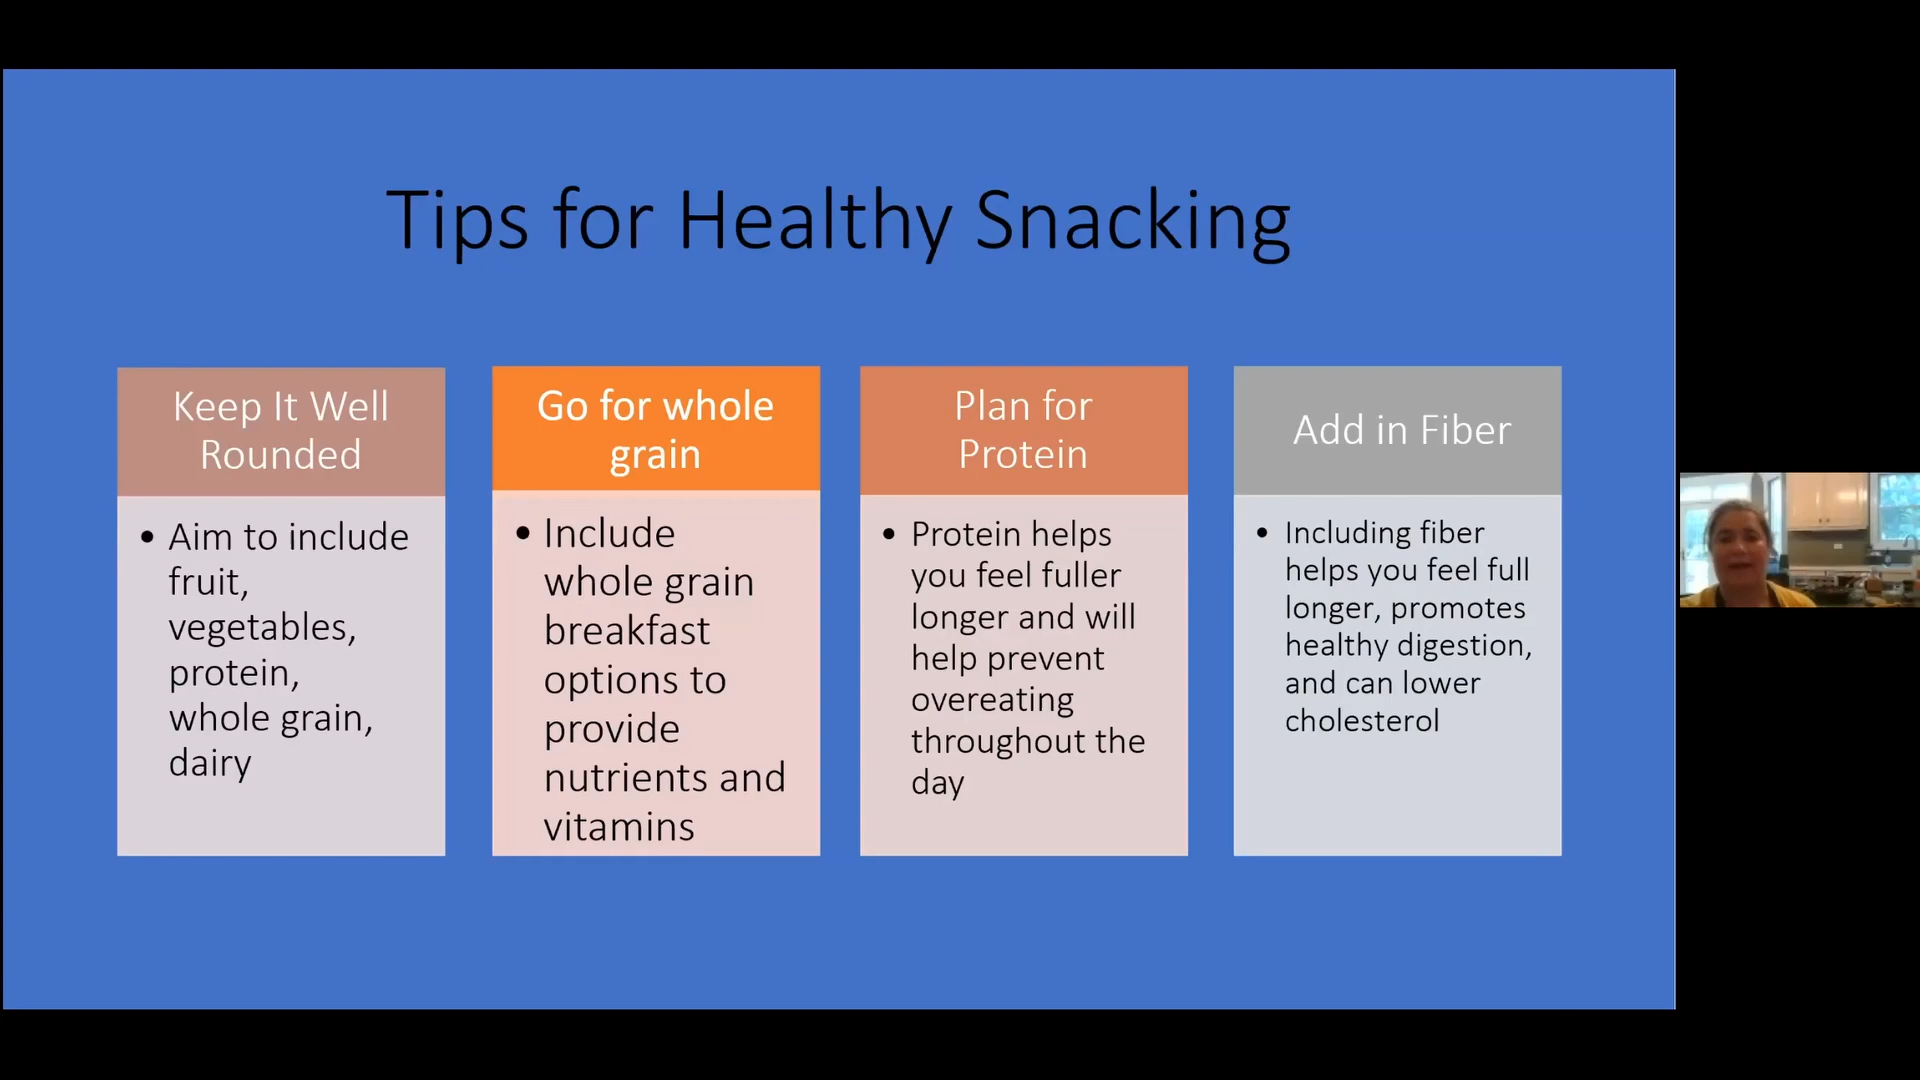 Tips for Healthy Snacking
Keep It Well
Rounded
• Aim to include
fruit,
vegetables,
protein,
whole grain,
dairy
Go for whole
grain
• Include
whole grain
breakfast
options to
provide
nutrients and
vitamins
Plan for
Protein
• Protein helps
you feel fuller
longer and will
help prevent
overeating
throughout the
day
Add in Fiber
• Including fiber
helps you feel full
longer, promotes
healthy digestion,
and can lower
cholesterol